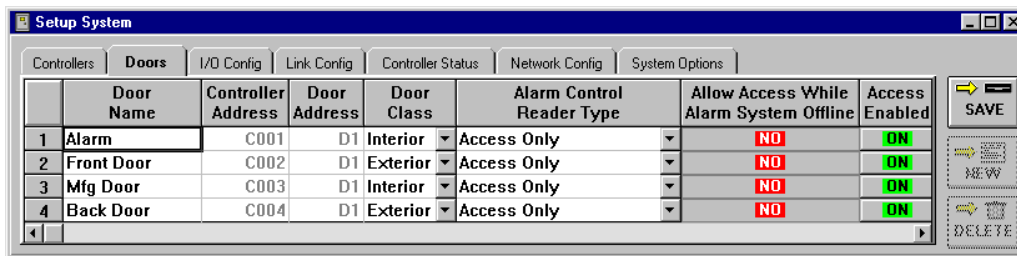 Setup System
Controllers Doors I/O Config Link Config Controller Status Network Config System Options
Door Name Controller Address Door Address Door Class Alarm Control Reader Type Allow Access While Alarm System Offline Access Enabled
1 Alarm C001 D1 Interior Access Only NO ON
2 Front Door C002 D1 Exterior Access Only NO ON
3 Mfg Door C003 D1 Interior Access Only NO ON
4 Back Door C004 D1 Exterior Access Only NO ON
SAVE
NEW
DELETE